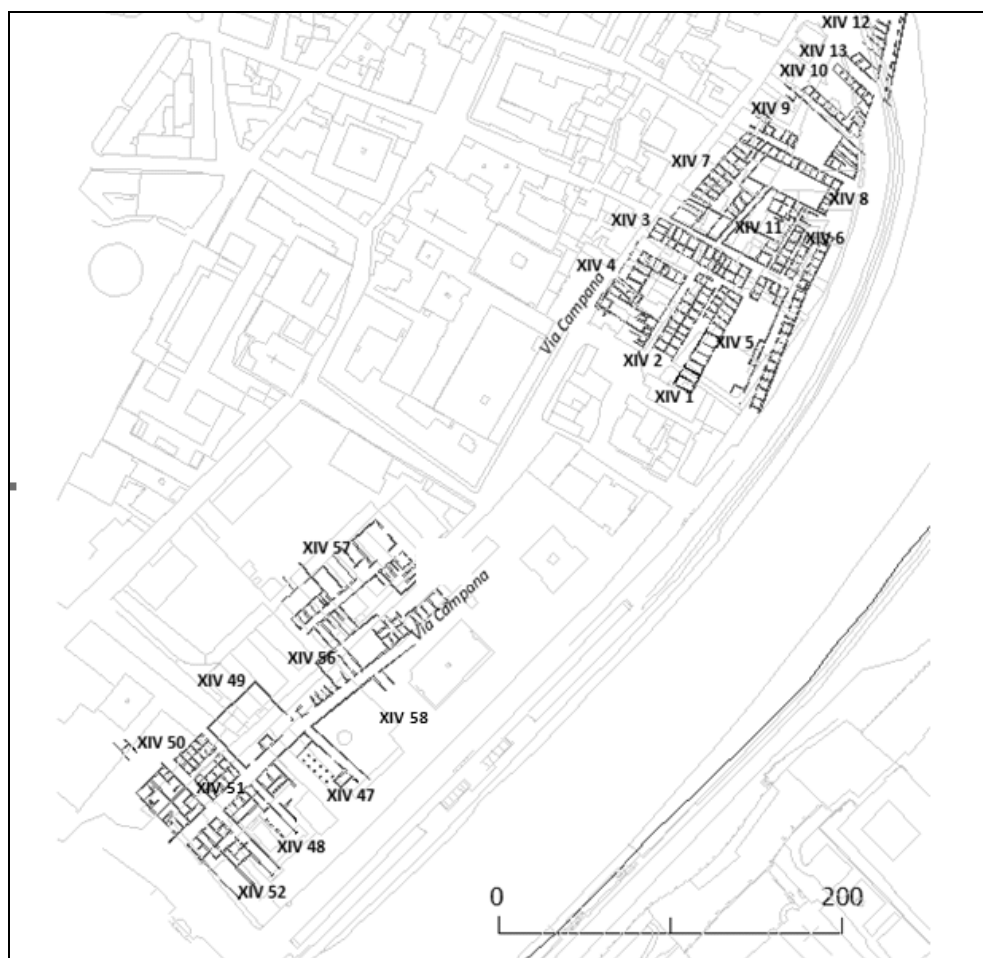 XIV 12
XIV 13
XIV 10
XIV 9
XIV 7
XIV 8
XIV 3
XIV 11
XIV 6
XIV 4
Via Campana
XIV 5
XIV 2
XIV 1
XIV 57
Via Campana
XIV 56
XIV 49
XIV 58
XIV 50
XIV 51
XIV 47
XIV 48
XIV 52
0 200